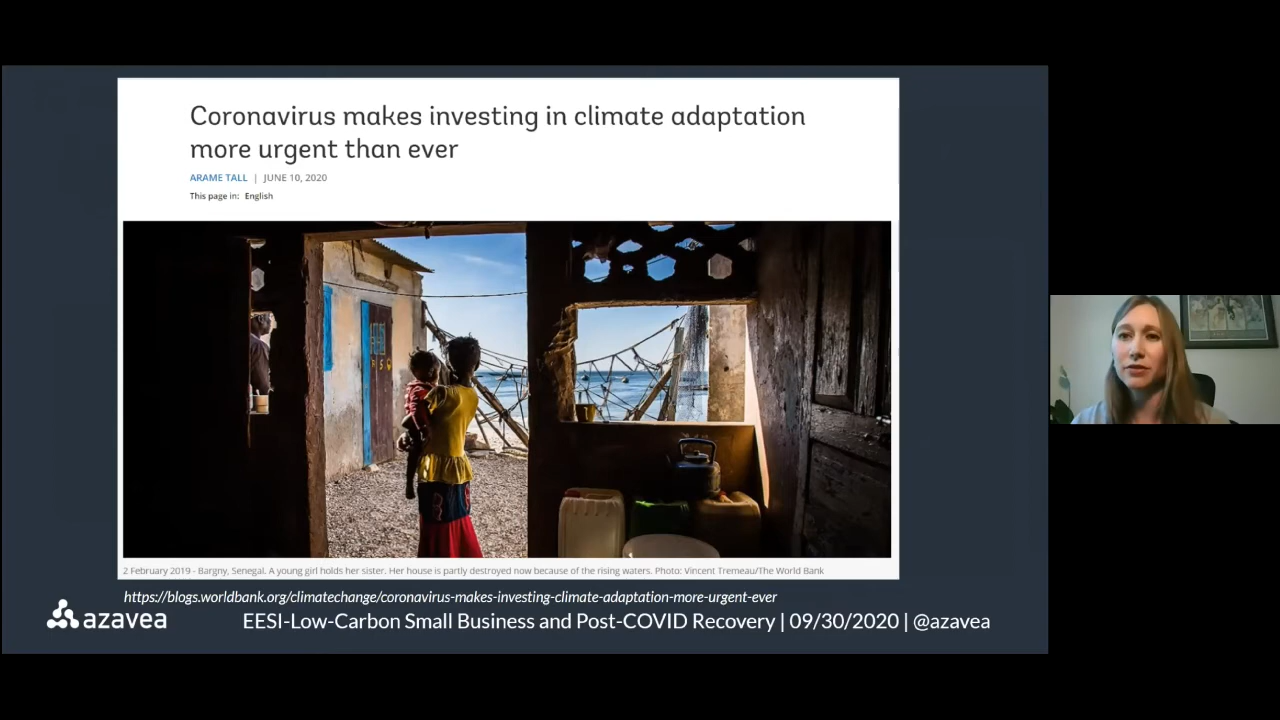 Coronavirus makes investing in climate adaptation
more urgent than ever
ARAME TALL | JUNE 10, 2020
This page in: English
2 February 2019 - Bargny, Senegal. A young girl holds her sister. Her house is partly destroyed now because of the rising waters. Photo: Vincent Tremeau/The World Bank
https://blogs.worldbank.org/climatechange/coronavirus-makes-investing-climate-adaptation-more-urgent-ever
azavea
EESI-Low-Carbon Small Business and Post-COVID Recovery | 09/30/2020 | @azavea